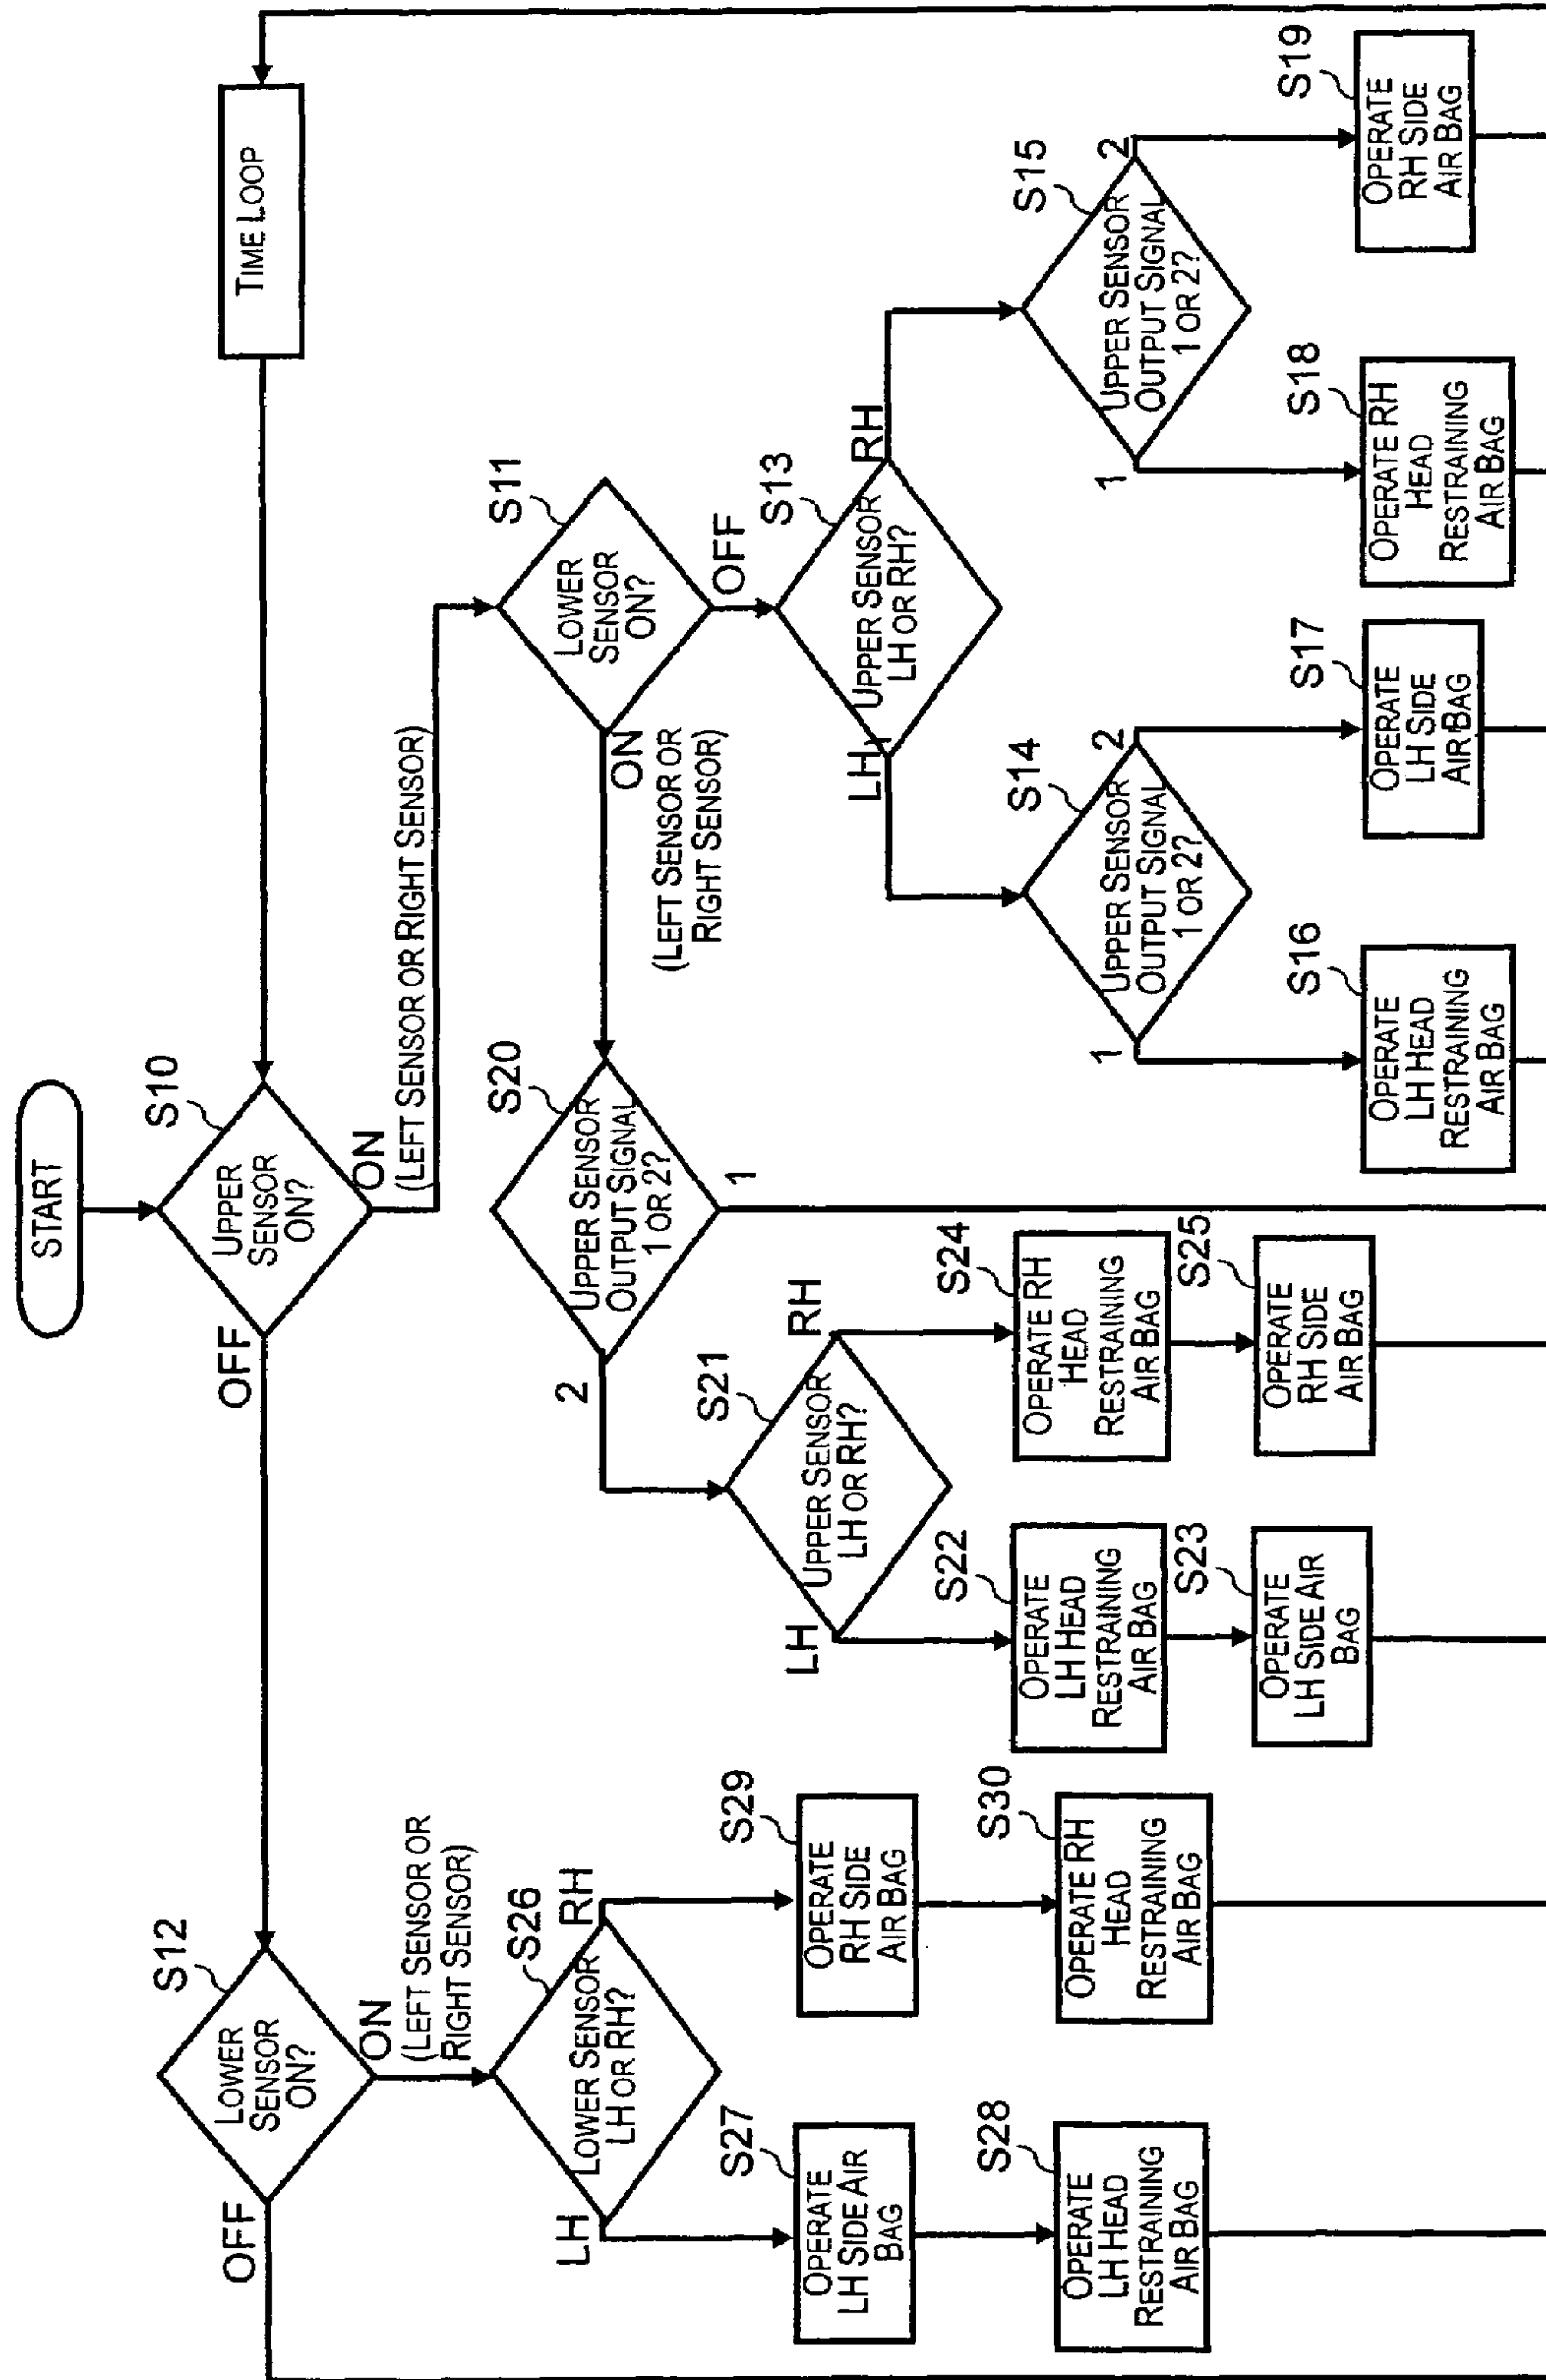 START
TIME LOOP
S10
UPPER
SENSOR
ON?
OFF
ON
(LEFT SENSOR OR RIGHT SENSOR)
S12
LOWER
SENSOR
ON?
OFF
ON
(LEFT SENSOR OR
RIGHT SENSOR)
S11
LOWER
SENSOR
ON?
ON
(LEFT SENSOR OR
RIGHT SENSOR)
OFF
S26
LOWER SENSOR
LH OR RH?
LH
RH
S20
UPPER SENSOR
OUTPUT SIGNAL
1 OR 2?
2
1
S13
UPPER SENSOR
LH OR RH?
LH
RH
S27
OPERATE
LH SIDE AIR
BAG
S29
OPERATE
RH SIDE
AIR BAG
S21
UPPER SENSOR
LH OR RH?
LH
RH
S14
UPPER SENSOR
OUTPUT SIGNAL
1 OR 2?
1
2
S15
UPPER SENSOR
OUTPUT SIGNAL
1 OR 2?
1
2
S28
OPERATE
LH HEAD
RESTRAINING
AIR BAG
S30
OPERATE RH
HEAD
RESTRAINING
AIR BAG
S22
OPERATE
LH HEAD
RESTRAINING
AIR BAG
S24
OPERATE RH
HEAD
RESTRAINING
AIR BAG
S23
OPERATE
LH SIDE AIR
BAG
S25
OPERATE
RH SIDE
AIR BAG
S16
OPERATE
LH HEAD
RESTRAINING
AIR BAG
S17
OPERATE
LH SIDE
AIR BAG
S18
OPERATE RH
HEAD
RESTRAINING
AIR BAG
S19
OPERATE
RH SIDE
AIR BAG